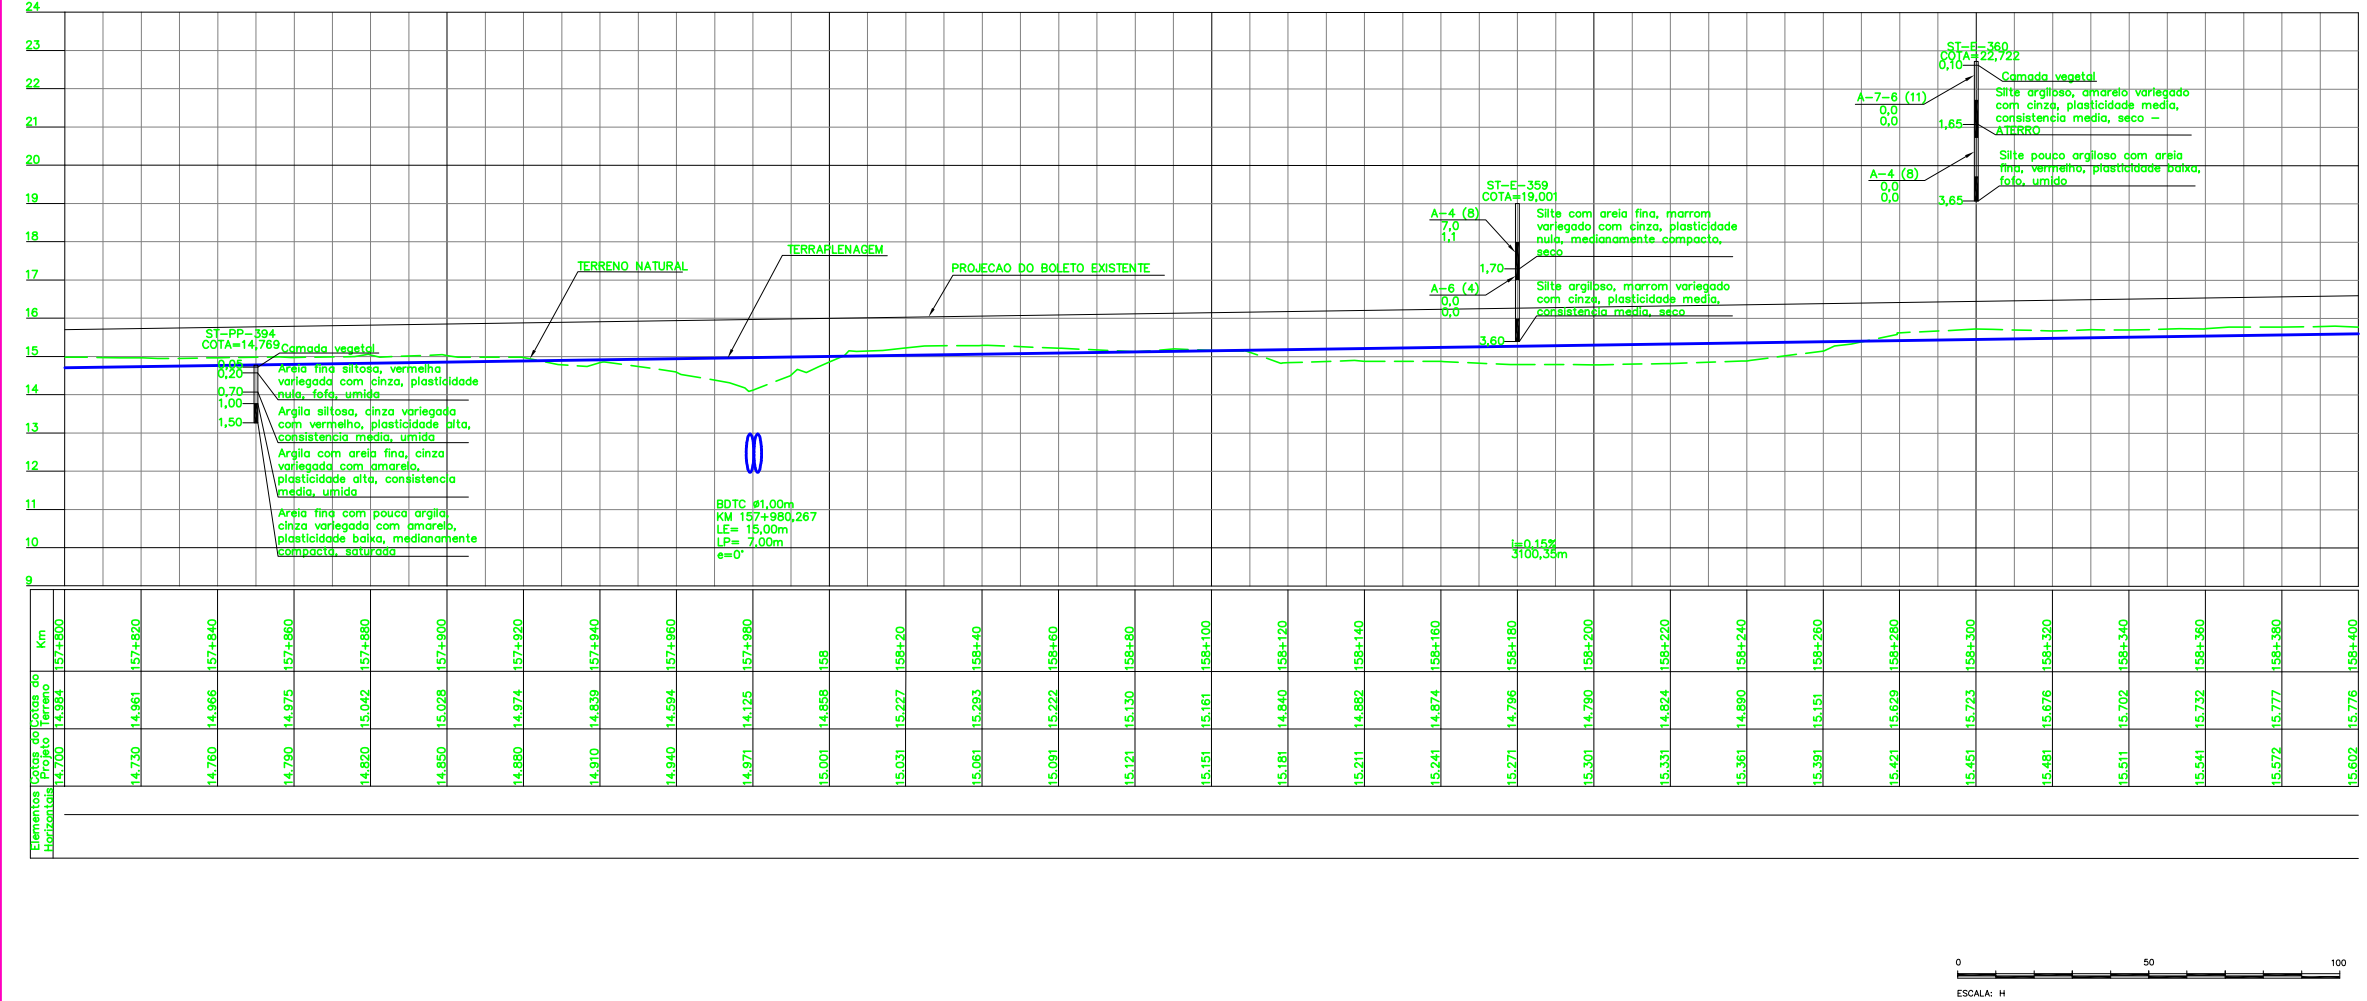 24
23
22
21
20
19
18
17
16
15
14
13
12
11
10
9
ST-PP-394
COTA=14,769
0,20
0,70
1,00
1,50
Camada vegetal
Areia fina siltosa, vermelha
variegada com cinza, plasticidade
nula, fofo, umida
Argila siltosa, cinza variegada
com vermelho, plasticidade alta,
consistencia media, umida
Argila com areia fina, cinza
variegada com amarelo,
plasticidade alta, consistencia
media, umida
Areia fina com pouca argila,
cinza variegada com amarelo,
plasticidade baixa, medianamente
compacta, saturada
TERRENO NATURAL
TERRAPLENAGEM
PROJECAO DO BOLETO EXISTENTE
BDTC ø1,00m
KM 157+980,267
LE= 15,00m
LP= 7,00m
e=0°
ST-E-359
COTA=19,001
A-4 (8)
7,0
1,1
1,70
A-6 (4)
0,0
0,0
3,60
Silte com areia fina, marrom
variegado com cinza, plasticidade
nula, medianamente compacto,
seco
Silte argiloso, marrom variegado
com cinza, plasticidade media,
consistencia media, seco
i=0,15%
3100,35m
ST-E-360
COTA=22,722
0,10
A-7-6 (11)
0,0
0,0
1,65
A-4 (8)
0,0
0,0
3,65
Camada vegetal
Silte argiloso, amarelo variegado
com cinza, plasticidade media,
consistencia media, seco -
ATERRO
Silte pouco argiloso com areia
fina, vermelho, plasticidade baixa,
fofo, umido
Km
157+800 157+820 157+840 157+860 157+880 157+900 157+920 157+940 157+960 157+980 158 158+20 158+40 158+60 158+80 158+100 158+120 158+140 158+160 158+180 158+200 158+220 158+240 158+260 158+280 158+300 158+320 158+340 158+360 158+380 158+400
Cotas do
Terreno
14.984 14.961 14.966 14.975 15.042 15.028 14.974 14.839 14.594 14.125 14.858 15.227 15.293 15.222 15.130 15.161 14.840 14.882 14.874 14.796 14.790 14.824 14.890 15.151 15.629 15.723 15.676 15.702 15.732 15.777 15.776
Cotas do
Projeto
14.700 14.730 14.760 14.790 14.820 14.850 14.880 14.910 14.940 14.971 15.001 15.031 15.061 15.091 15.121 15.151 15.181 15.211 15.241 15.271 15.301 15.331 15.361 15.391 15.421 15.451 15.481 15.511 15.541 15.572 15.602
Elementos
Horizontais
0 50 100
ESCALA: H